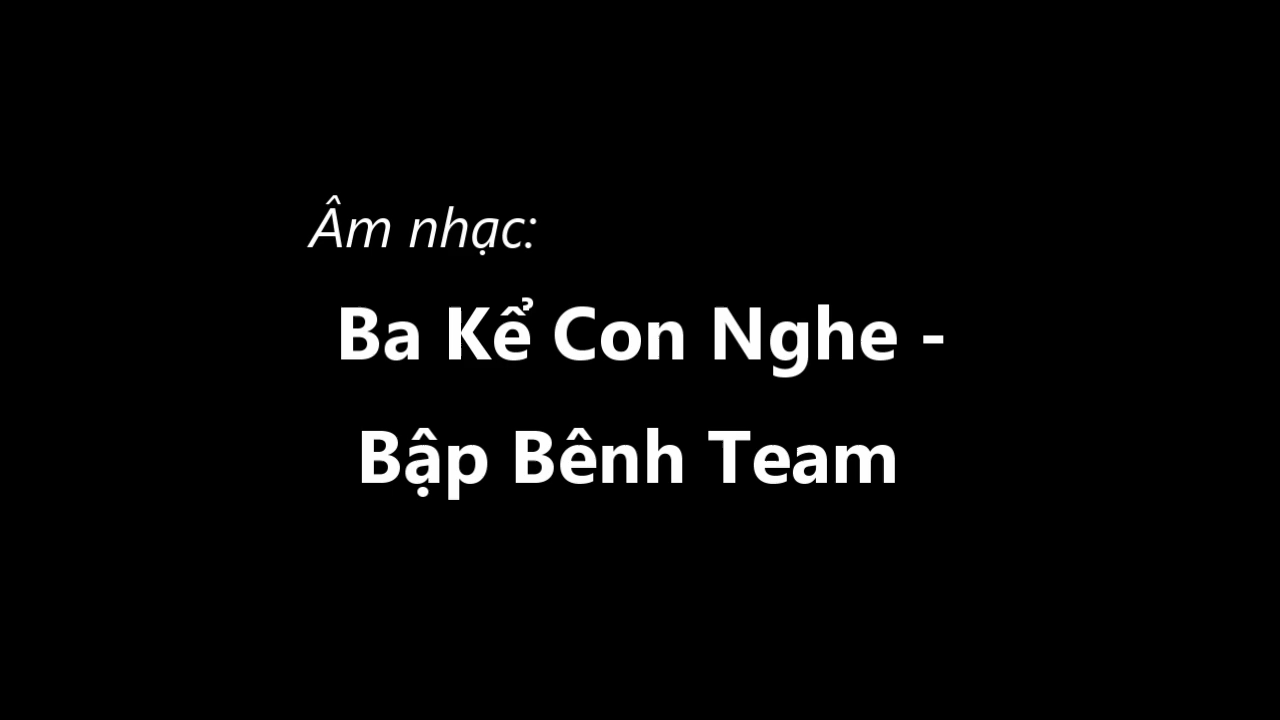 Âm nhạc:
Ba Kể Con Nghe -
Bập Bênh Team